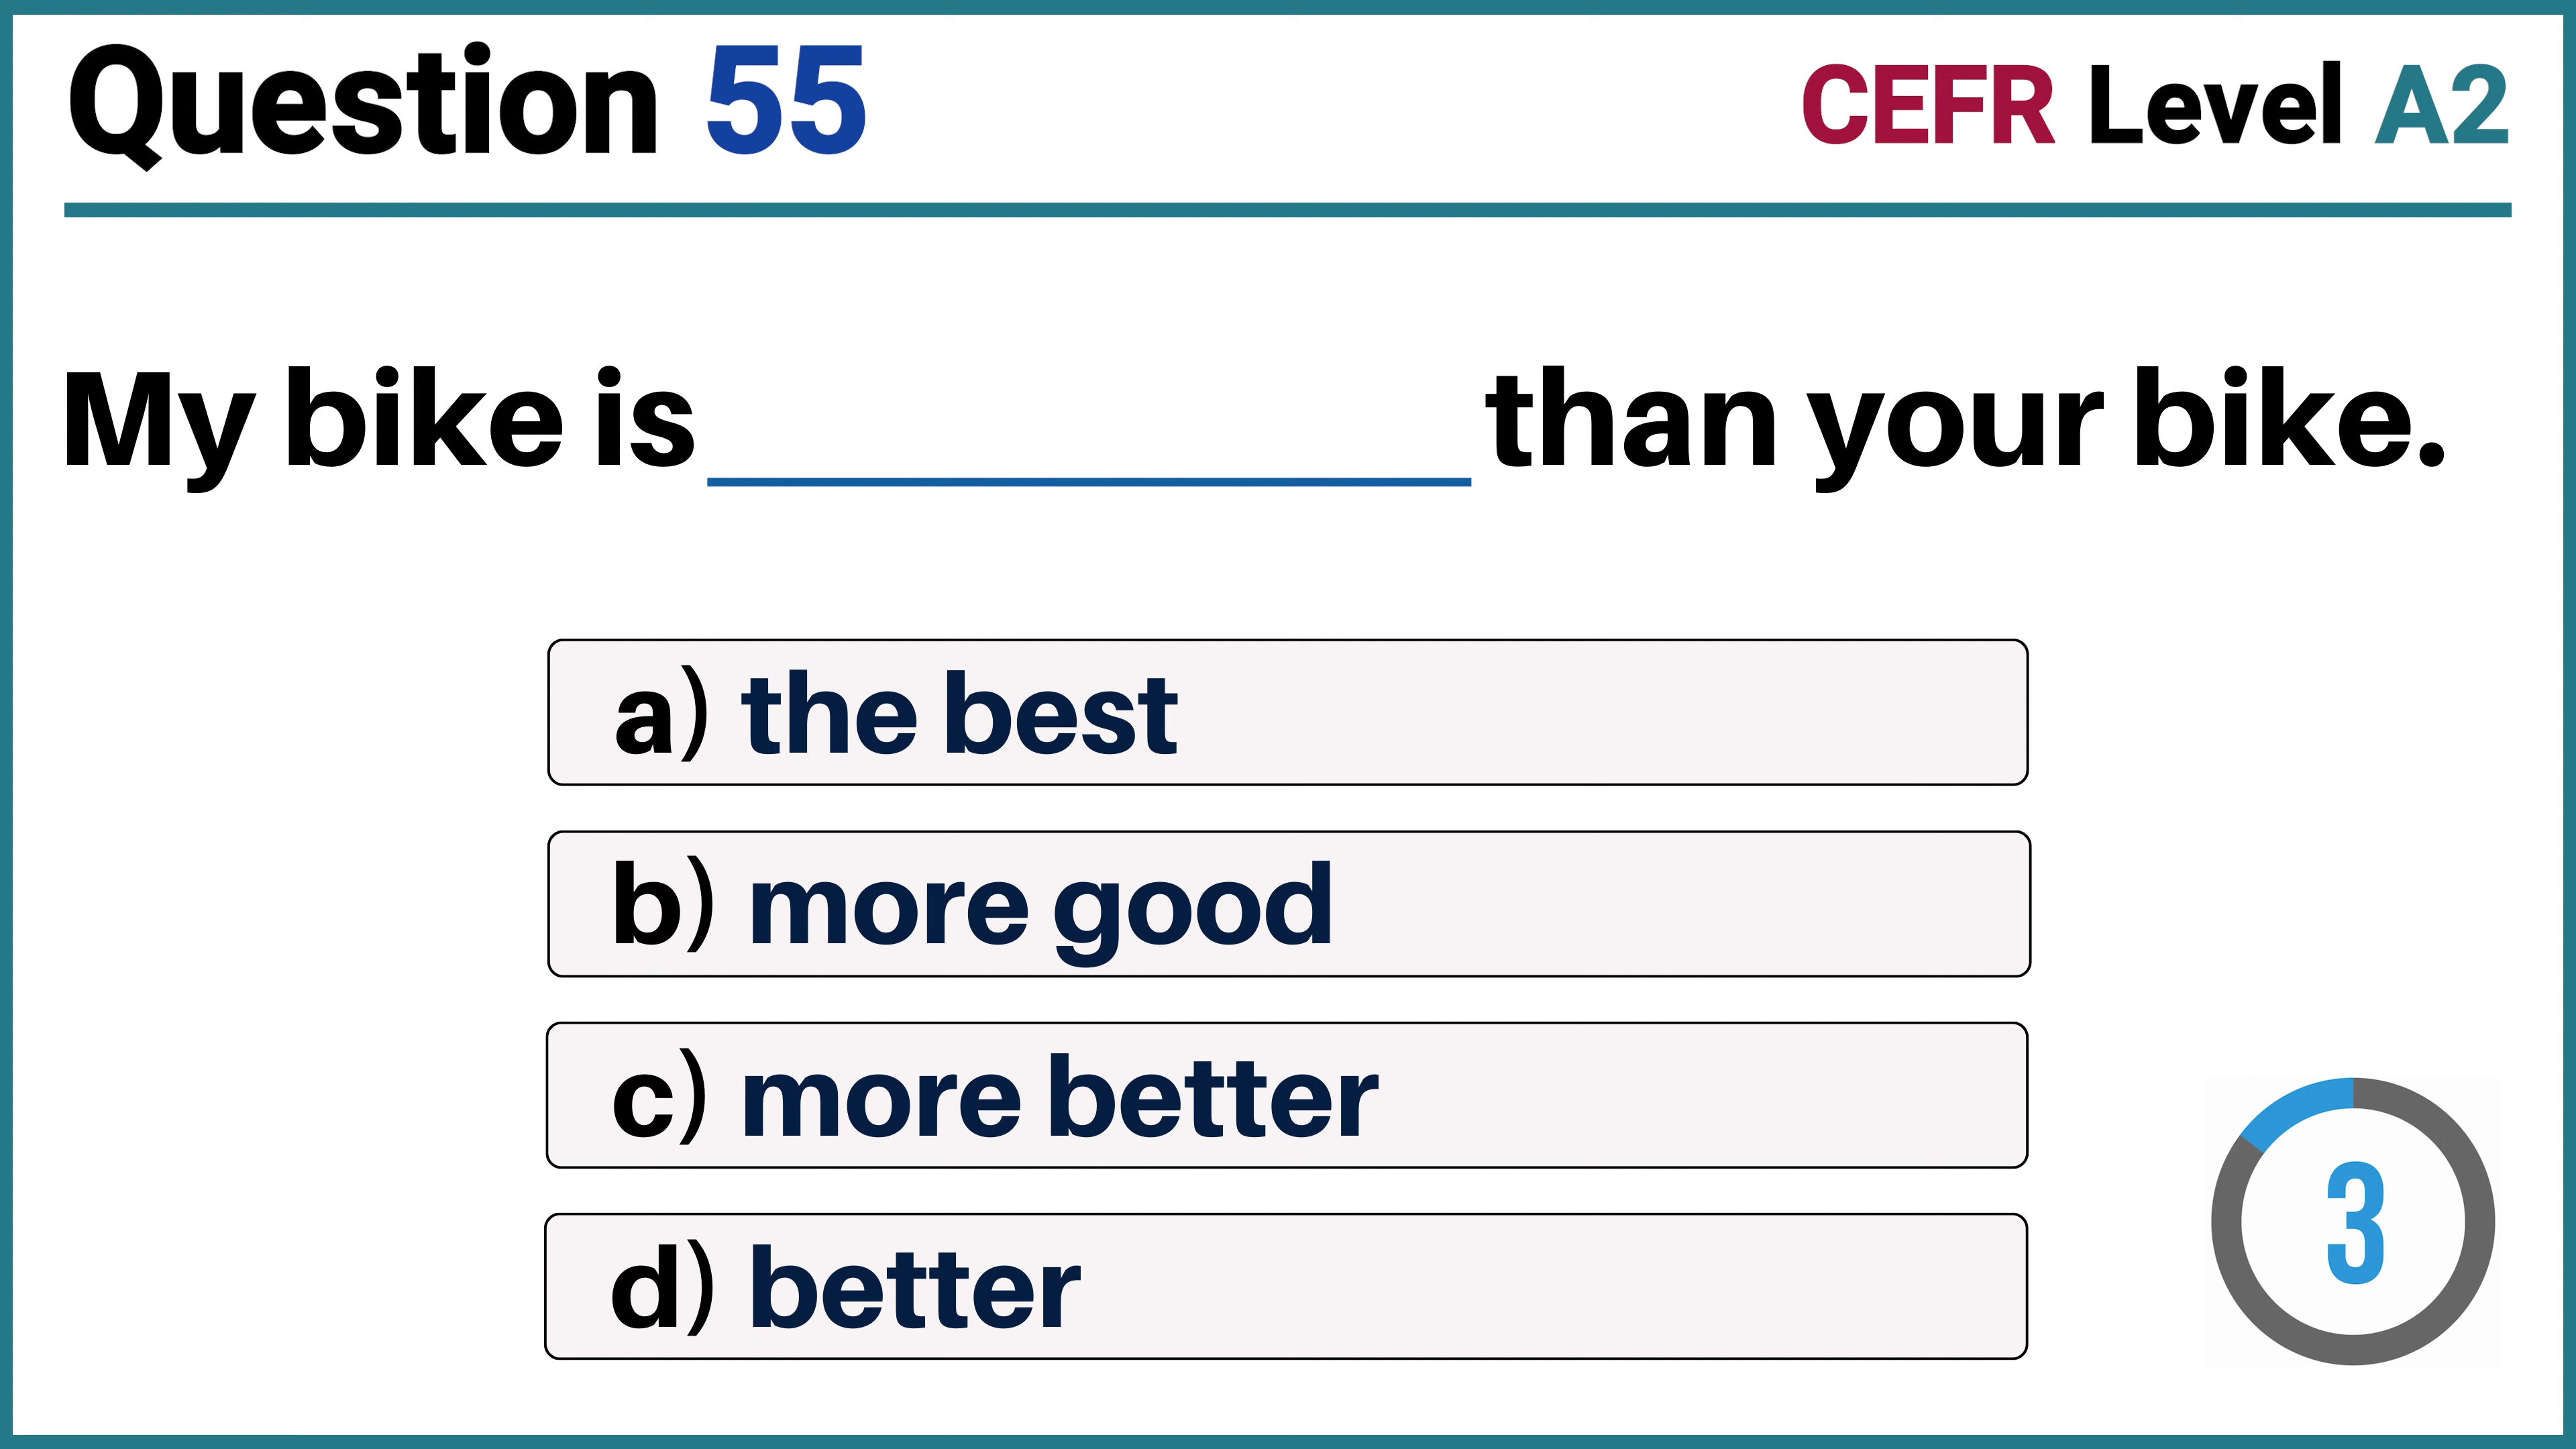 Question 55
CEFR Level A2
My bike is ____________ than your bike.
a) the best
b) more good
c) more better
d) better
3